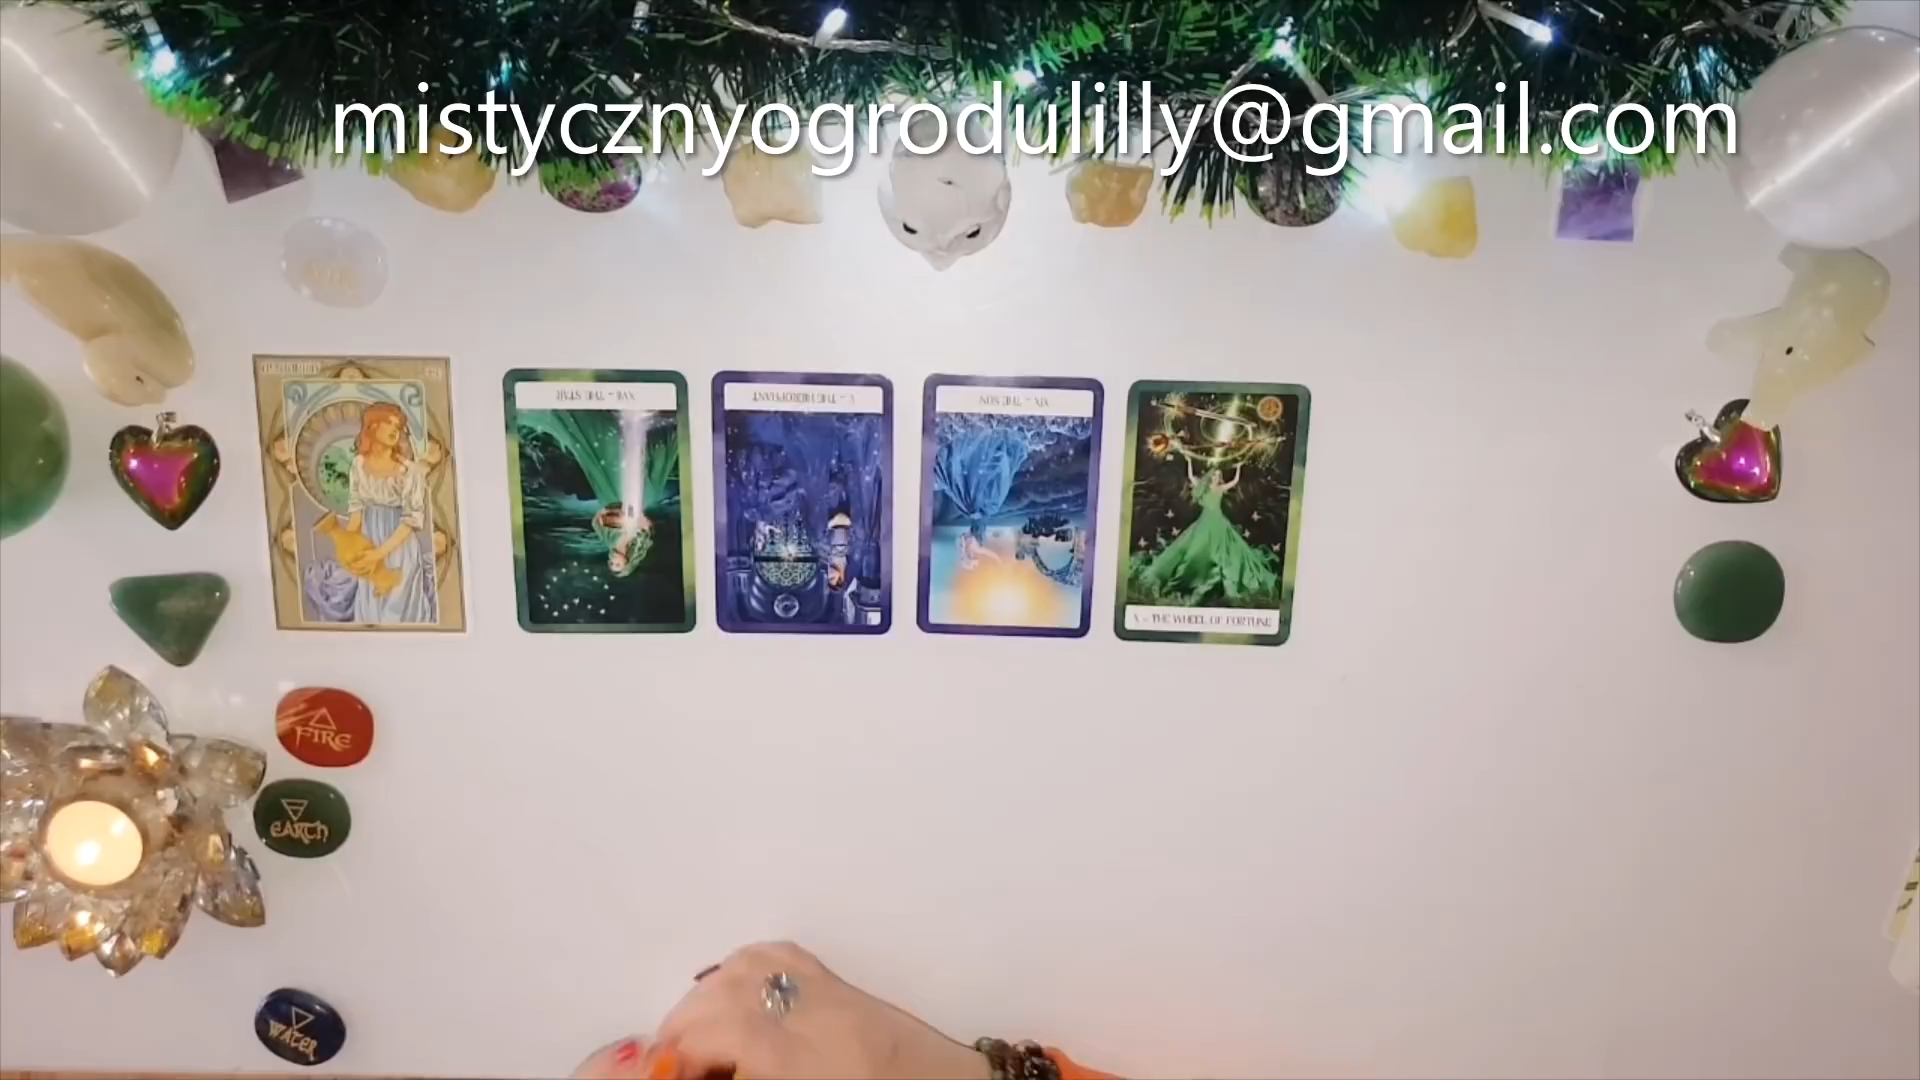 mistycznyogrodulilly@gmail.com
XVII - THE STAR
V - THE HIEROPHANT
XIX - THE SUN
X - THE WHEEL OF FORTUNE
FIRE
EARTH
WATER